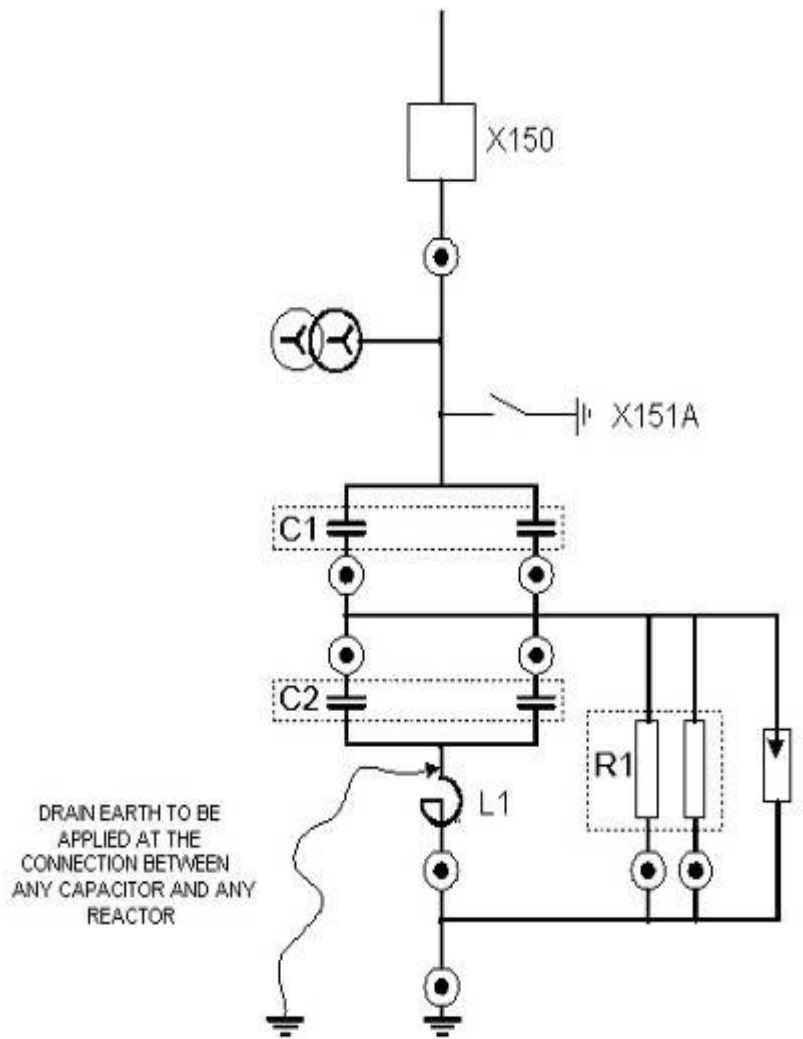 X150
X151A
C1
C2
R1
L1
DRAIN EARTH TO BE
APPLIED AT THE
CONNECTION BETWEEN
ANY CAPACITOR AND ANY
REACTOR